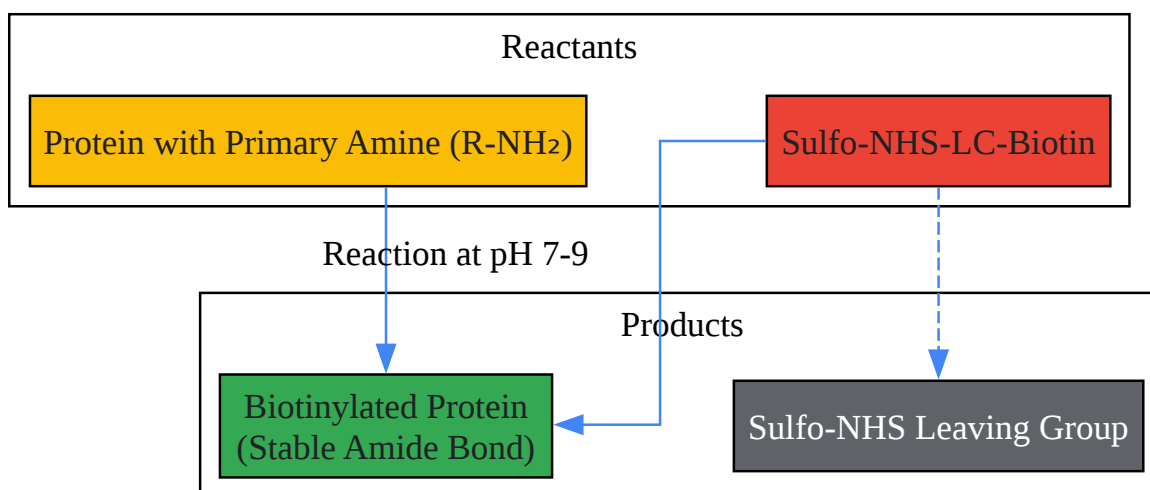 Reactants
Protein with Primary Amine (R-NH₂)
Sulfo-NHS-LC-Biotin
Reaction at pH 7-9
Products
Biotinylated Protein
(Stable Amide Bond)
Sulfo-NHS Leaving Group